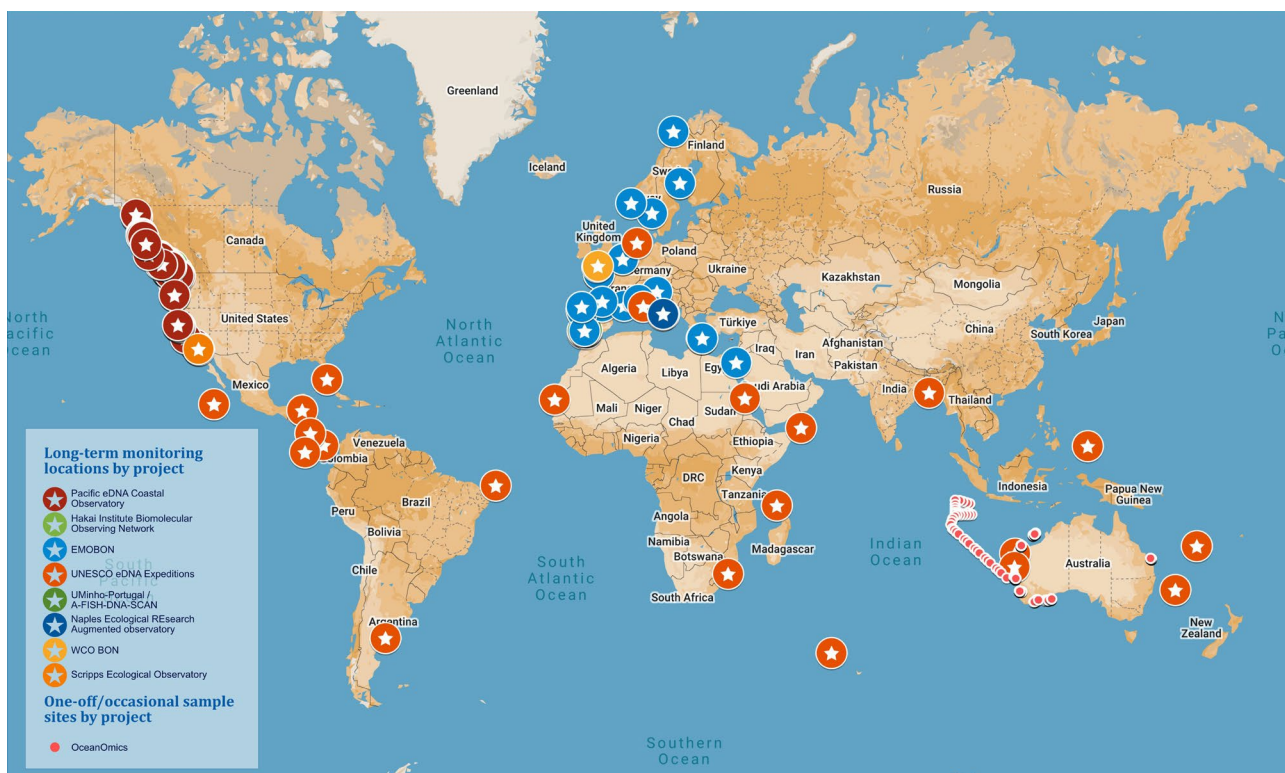 Greenland
Iceland
Finland
Russia
Canada
United
Kingdom
Poland
Ukraine
Kazakhstan
Mongolia
United States
North
Atlantic
Ocean
Türkiye
Afghanistan
China
South Korea
Japan
Iraq
Iran
Pakistan
Algeria
Libya
Mexico
India
Thailand
Mali
Niger
Chad
Sudan
Nigeria
Ethiopia
Venezuela
Kenya
DRC
Tanzania
Indonesia
Papua New
Guinea
Brazil
Peru
Bolivia
Angola
Namibia
Botswana
Madagascar
Indian
Ocean
Australia
Chile
South
Atlantic
Ocean
South Africa
Argentina
New
Zealand
Southern
Ocean
Long-term monitoring
locations by project
Pacific eDNA Coastal
Observatory
Hakai Institute Biomolecular
Observing Network
EMOBON
UNESCO eDNA Expeditions
UMinho-Portugal /
A-FISH-DNA-SCAN
Naples Ecological REsearch
Augmented observatory
WCO BON
Scripps Ecological Observatory
One-off/occasional sample
sites by project
OceanOmics